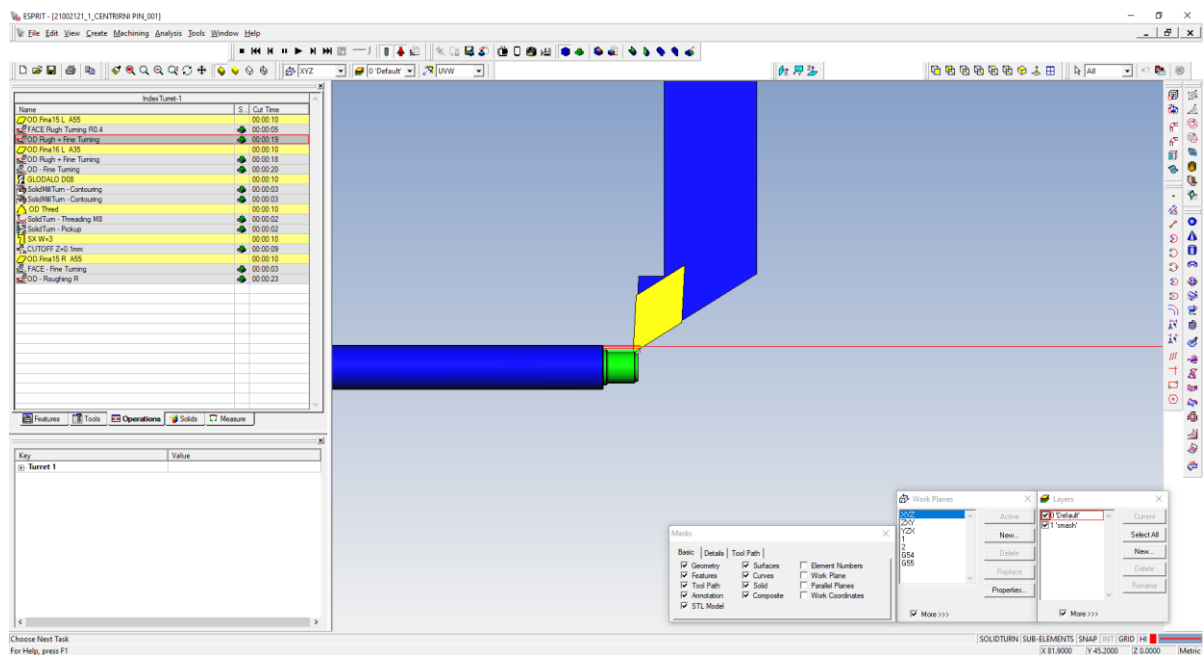 ESPRIT - [21002121_1_CENTRIRNI PIN_001]
File Edit View Create Machining Analysis Tools Window Help
XYZ 0 'Default' UVW All
IndexTurret-1
Name S... Cut Time
OD.Fina15 L A55 00:00:10
FACE Rugh Turning R0.4 00:00:05
OD Rugh + Fine Turning 00:00:19
OD.Fina16 L A35 00:00:10
OD Rugh + Fine Turning 00:00:18
OD - Fine Turning 00:00:20
GLODALO D08 00:00:10
SolidMillTurn - Contouring 00:00:03
SolidMillTurn - Contouring 00:00:03
OD Thred 00:00:10
SolidTurn - Threading M8 00:00:02
SolidTurn - Pickup 00:00:02
SX W=3 00:00:10
CUTOFF Z+0.1mm 00:00:09
OD.Fina15 R A55 00:00:10
FACE - Fine Turning 00:00:03
OD - Roughing R 00:00:23
Features Tools Operations Solids Measure
Key Value
Turret 1
Masks
Basic Details Tool Path
Geometry Surfaces Element Numbers
Features Curves Work Plane
Tool Path Solid Parallel Planes
Annotation Composite Work Coordinates
STL Model
Work Planes
XYZ
ZXY
YZX
1
2
G54
G55
Active
New...
Delete
Replace
Properties...
More >>>
Layers
0 'Default'
1 'smash'
Current
Select All
New...
Delete
Rename
More >>>
Choose Next Task
SOLIDTURN SUB-ELEMENTS SNAP INT GRID HI
For Help, press F1
X 81.9000 Y 45.2000 Z 0.0000 Metric